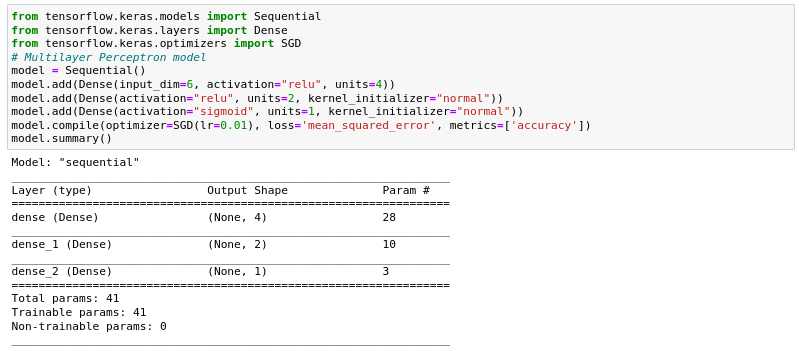 from tensorflow.keras.models import Sequential
from tensorflow.keras.layers import Dense
from tensorflow.keras.optimizers import SGD
# Multilayer Perceptron model
model = Sequential()
model.add(Dense(input_dim=6, activation="relu", units=4))
model.add(Dense(activation="relu", units=2, kernel_initializer="normal"))
model.add(Dense(activation="sigmoid", units=1, kernel_initializer="normal"))
model.compile(optimizer=SGD(lr=0.01), loss='mean_squared_error', metrics=['accuracy'])
model.summary()
Model: "sequential"
_________________________________________________________________
Layer (type)                 Output Shape              Param #
=================================================================
dense (Dense)                (None, 4)                 28
_________________________________________________________________
dense_1 (Dense)              (None, 2)                 10
_________________________________________________________________
dense_2 (Dense)              (None, 1)                 3
=================================================================
Total params: 41
Trainable params: 41
Non-trainable params: 0
_________________________________________________________________